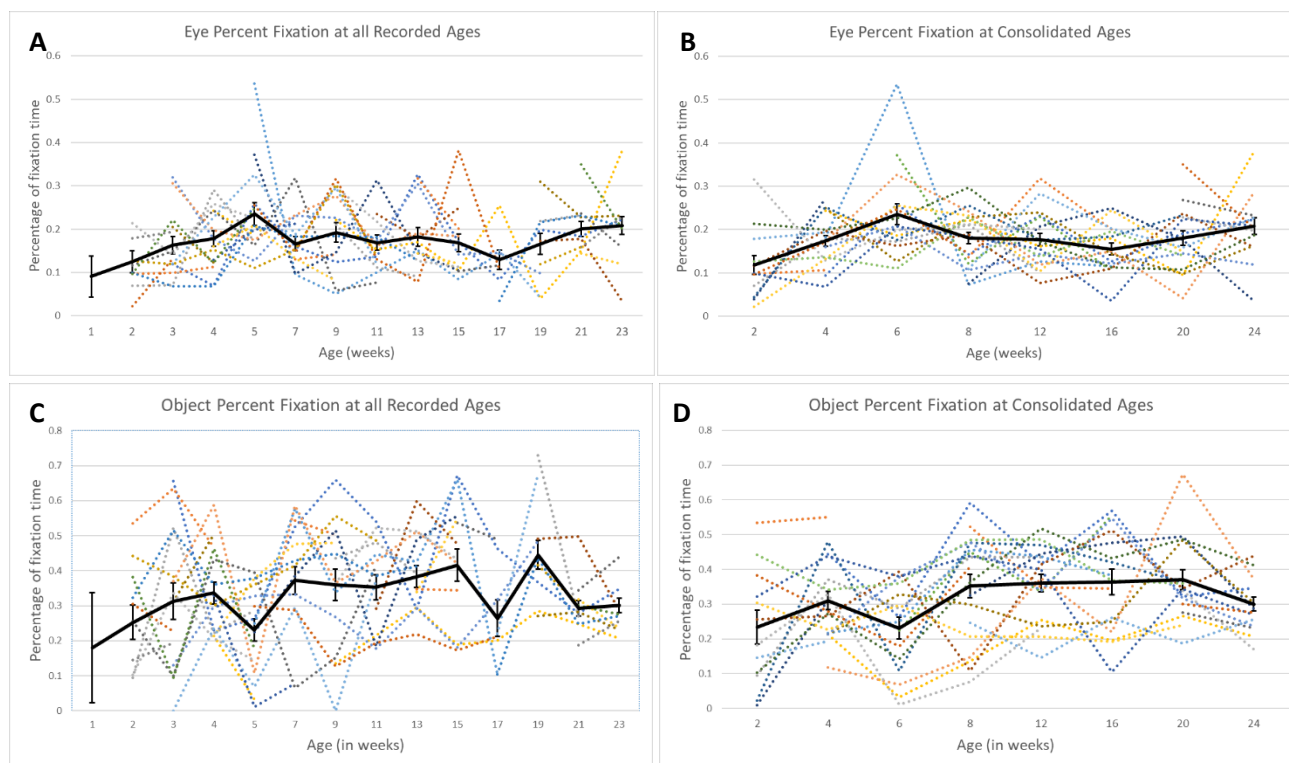 A
Eye Percent Fixation at all Recorded Ages
Percentage of fixation time
0.6
0.5
0.4
0.3
0.2
0.1
0
1 2 3 4 5 7 9 11 13 15 17 19 21 23
Age (weeks)
B
Eye Percent Fixation at Consolidated Ages
Percentage of fixation time
0.6
0.5
0.4
0.3
0.2
0.1
0
2 4 6 8 12 16 20 24
Age (weeks)
C
Object Percent Fixation at all Recorded Ages
Percentage of fixation time
0.8
0.7
0.6
0.5
0.4
0.3
0.2
0.1
0
1 2 3 4 5 7 9 11 13 15 17 19 21 23
Age (in weeks)
D
Object Percent Fixation at Consolidated Ages
Percentage of fixation time
0.8
0.7
0.6
0.5
0.4
0.3
0.2
0.1
0
2 4 6 8 12 16 20 24
Age (in weeks)